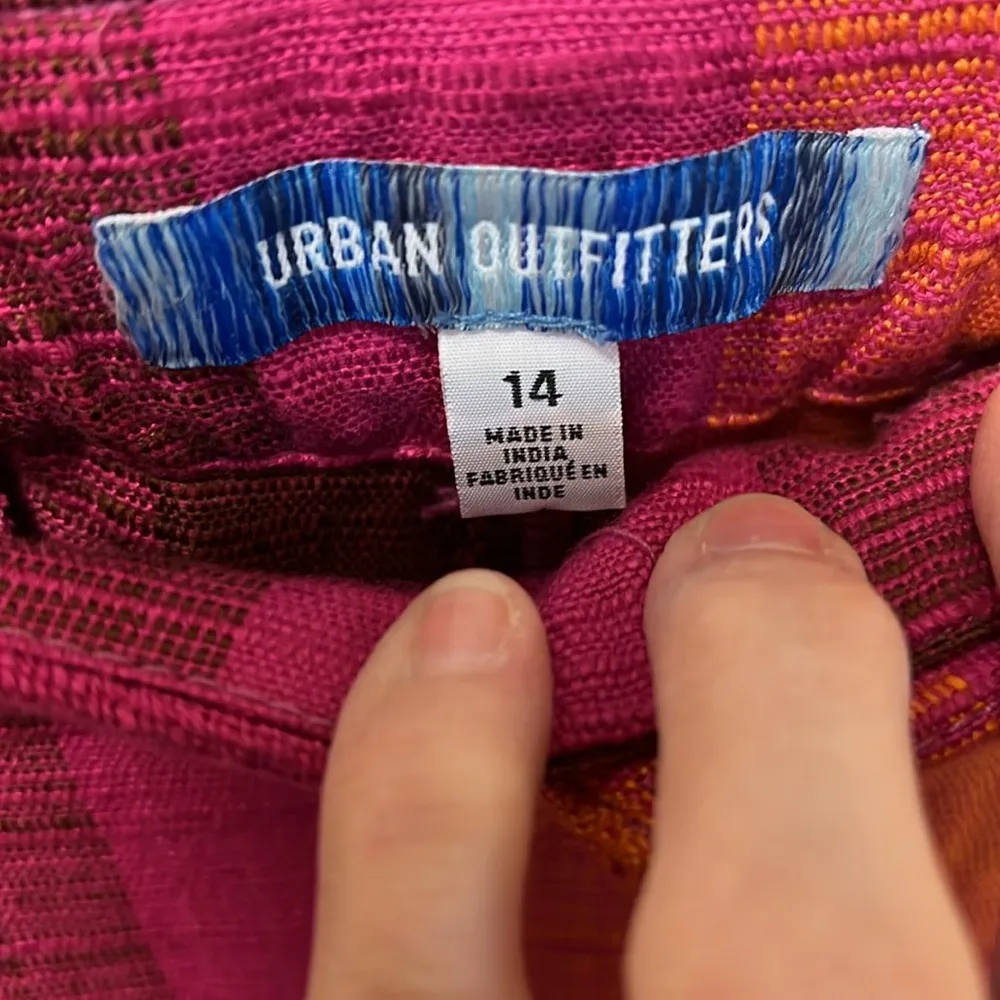 URBAN OUTFITTERS
14
MADE IN
INDIA
FABRIQUÉ EN
INDE